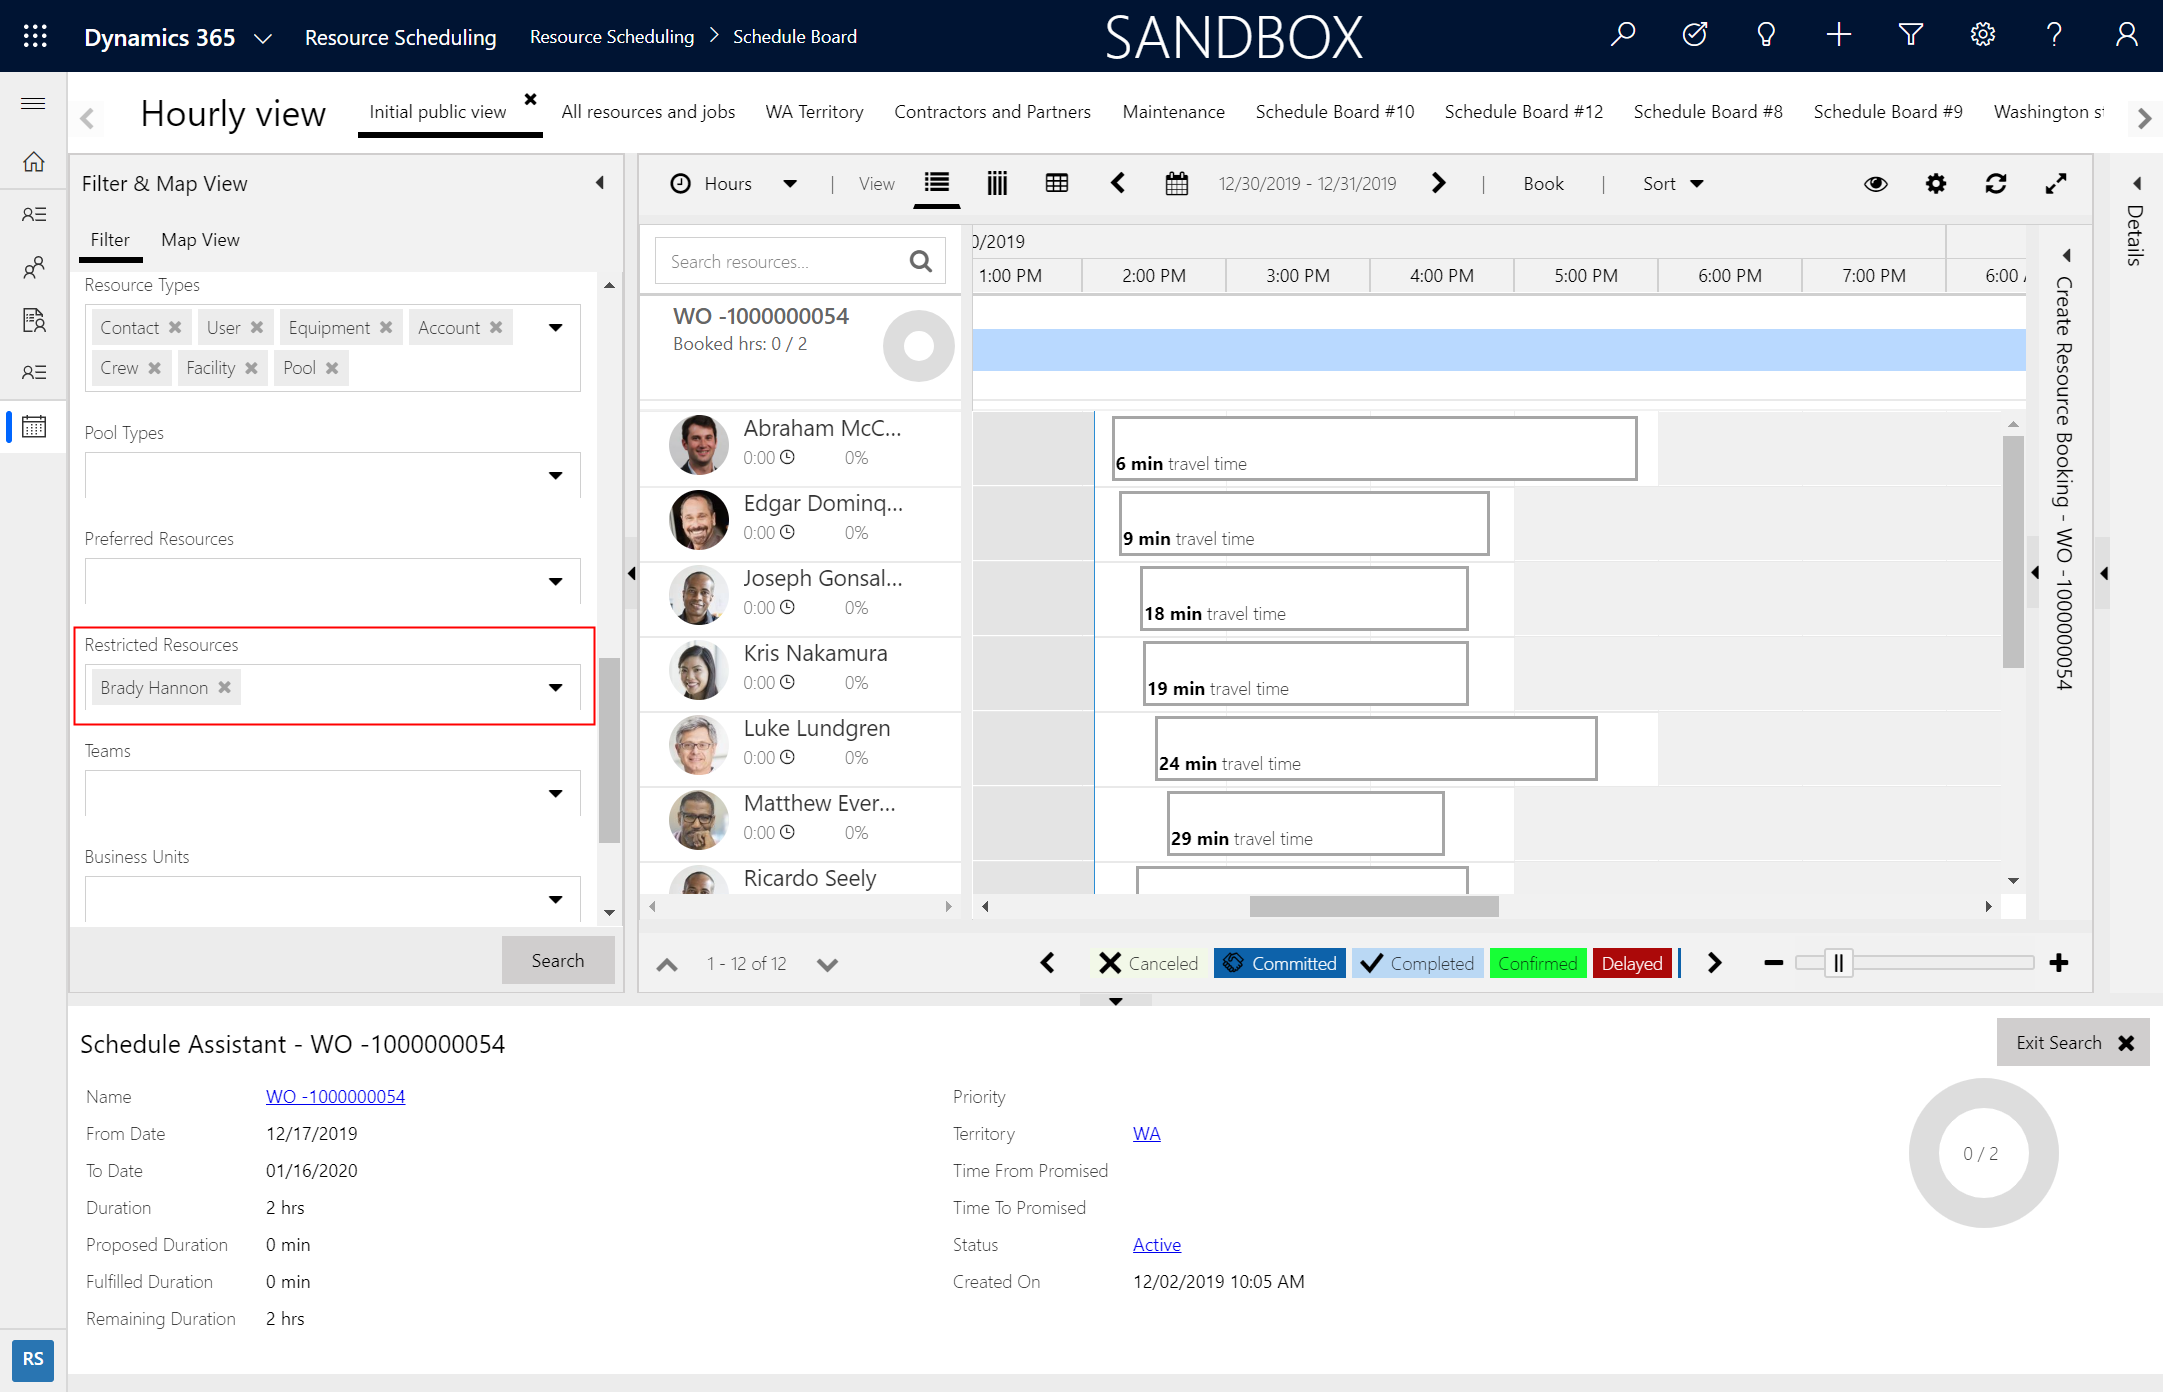 Dynamics 365 Resource Scheduling Resource Scheduling > Schedule Board SANDBOX
Hourly view Initial public view All resources and jobs WA Territory Contractors and Partners Maintenance Schedule Board #10 Schedule Board #12 Schedule Board #8 Schedule Board #9 Washington st
Filter & Map View
Filter Map View
Resource Types
Contact User Equipment Account
Crew Facility Pool
Pool Types
Preferred Resources
Restricted Resources
Brady Hannon
Teams
Business Units
Search
Hours | View 12/30/2019 - 12/31/2019 | Book | Sort
Search resources...
0/2019
1:00 PM 2:00 PM 3:00 PM 4:00 PM 5:00 PM 6:00 PM 7:00 PM 6:00 A
WO -1000000054
Booked hrs: 0 / 2
Abraham McC...
0:00 0%
6 min travel time
Edgar Dominq...
0:00 0%
9 min travel time
Joseph Gonsal...
0:00 0%
18 min travel time
Kris Nakamura
0:00 0%
19 min travel time
Luke Lundgren
0:00 0%
24 min travel time
Matthew Ever...
0:00 0%
29 min travel time
Ricardo Seely
1 - 12 of 12
Canceled Committed Completed Confirmed Delayed
Create Resource Booking - WO -1000000054
Details
Schedule Assistant - WO -1000000054
Exit Search
Name WO -1000000054
From Date 12/17/2019
To Date 01/16/2020
Duration 2 hrs
Proposed Duration 0 min
Fulfilled Duration 0 min
Remaining Duration 2 hrs
Priority
Territory WA
Time From Promised
Time To Promised
Status Active
Created On 12/02/2019 10:05 AM
0 / 2
RS